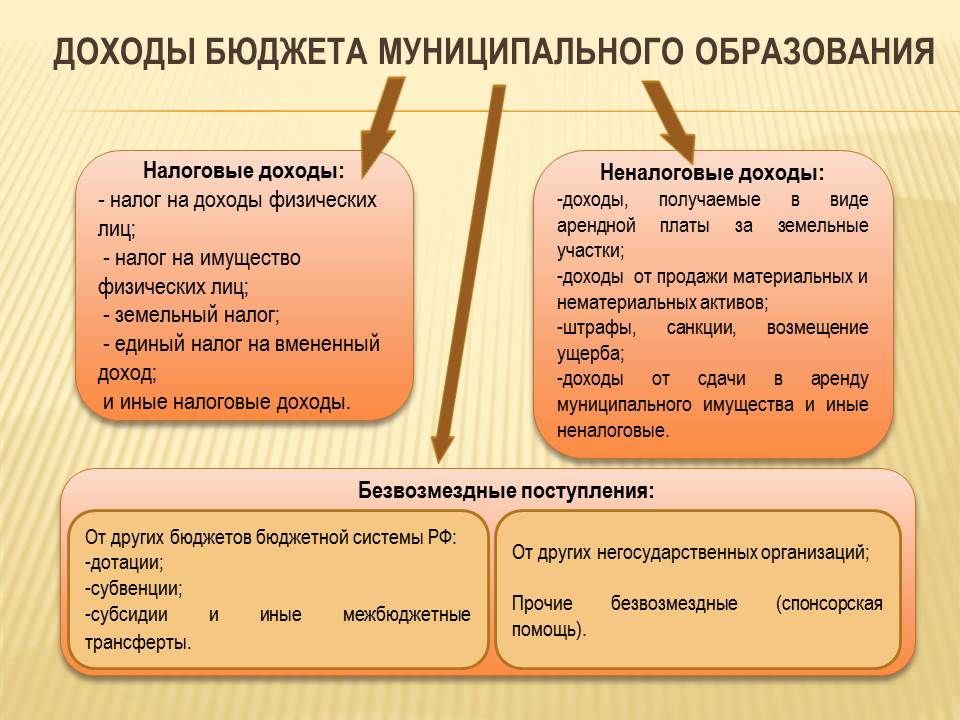 ДОХОДЫ БЮДЖЕТА МУНИЦИПАЛЬНОГО ОБРАЗОВАНИЯ
Налоговые доходы:
- налог на доходы физических
лиц;
- налог на имущество
физических лиц;
- земельный налог;
- единый налог на вмененный
доход;
и иные налоговые доходы.
Неналоговые доходы:
-доходы, получаемые в виде
арендной платы за земельные
участки;
-доходы от продажи материальных и
нематериальных активов;
-штрафы, санкции, возмещение
ущерба;
-доходы от сдачи в аренду
муниципального имущества и иные
неналоговые.
Безвозмездные поступления:
От других бюджетов бюджетной системы РФ:
-дотации;
-субвенции;
-субсидии и иные межбюджетные
трансферты.
От других негосударственных организаций;
Прочие безвозмездные (спонсорская
помощь).